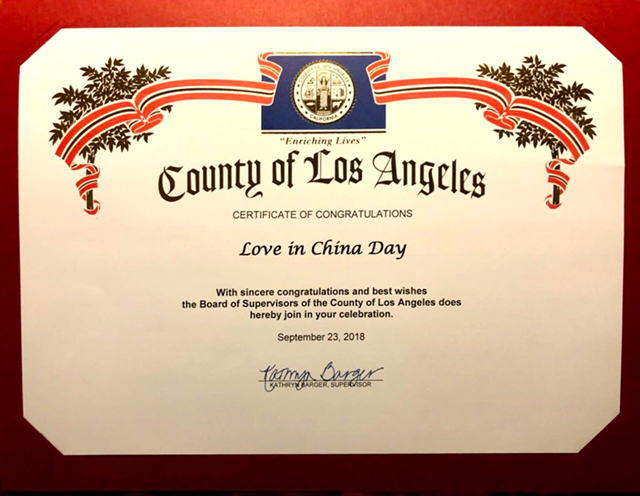 CALIFORNIA
"Enriching Lives"
County of Los Angeles
CERTIFICATE OF CONGRATULATIONS
Love in China Day
With sincere congratulations and best wishes
the Board of Supervisors of the County of Los Angeles does
hereby join in your celebration.
September 23, 2018
Kathryn Barger
KATHRYN BARGER, SUPERVISOR